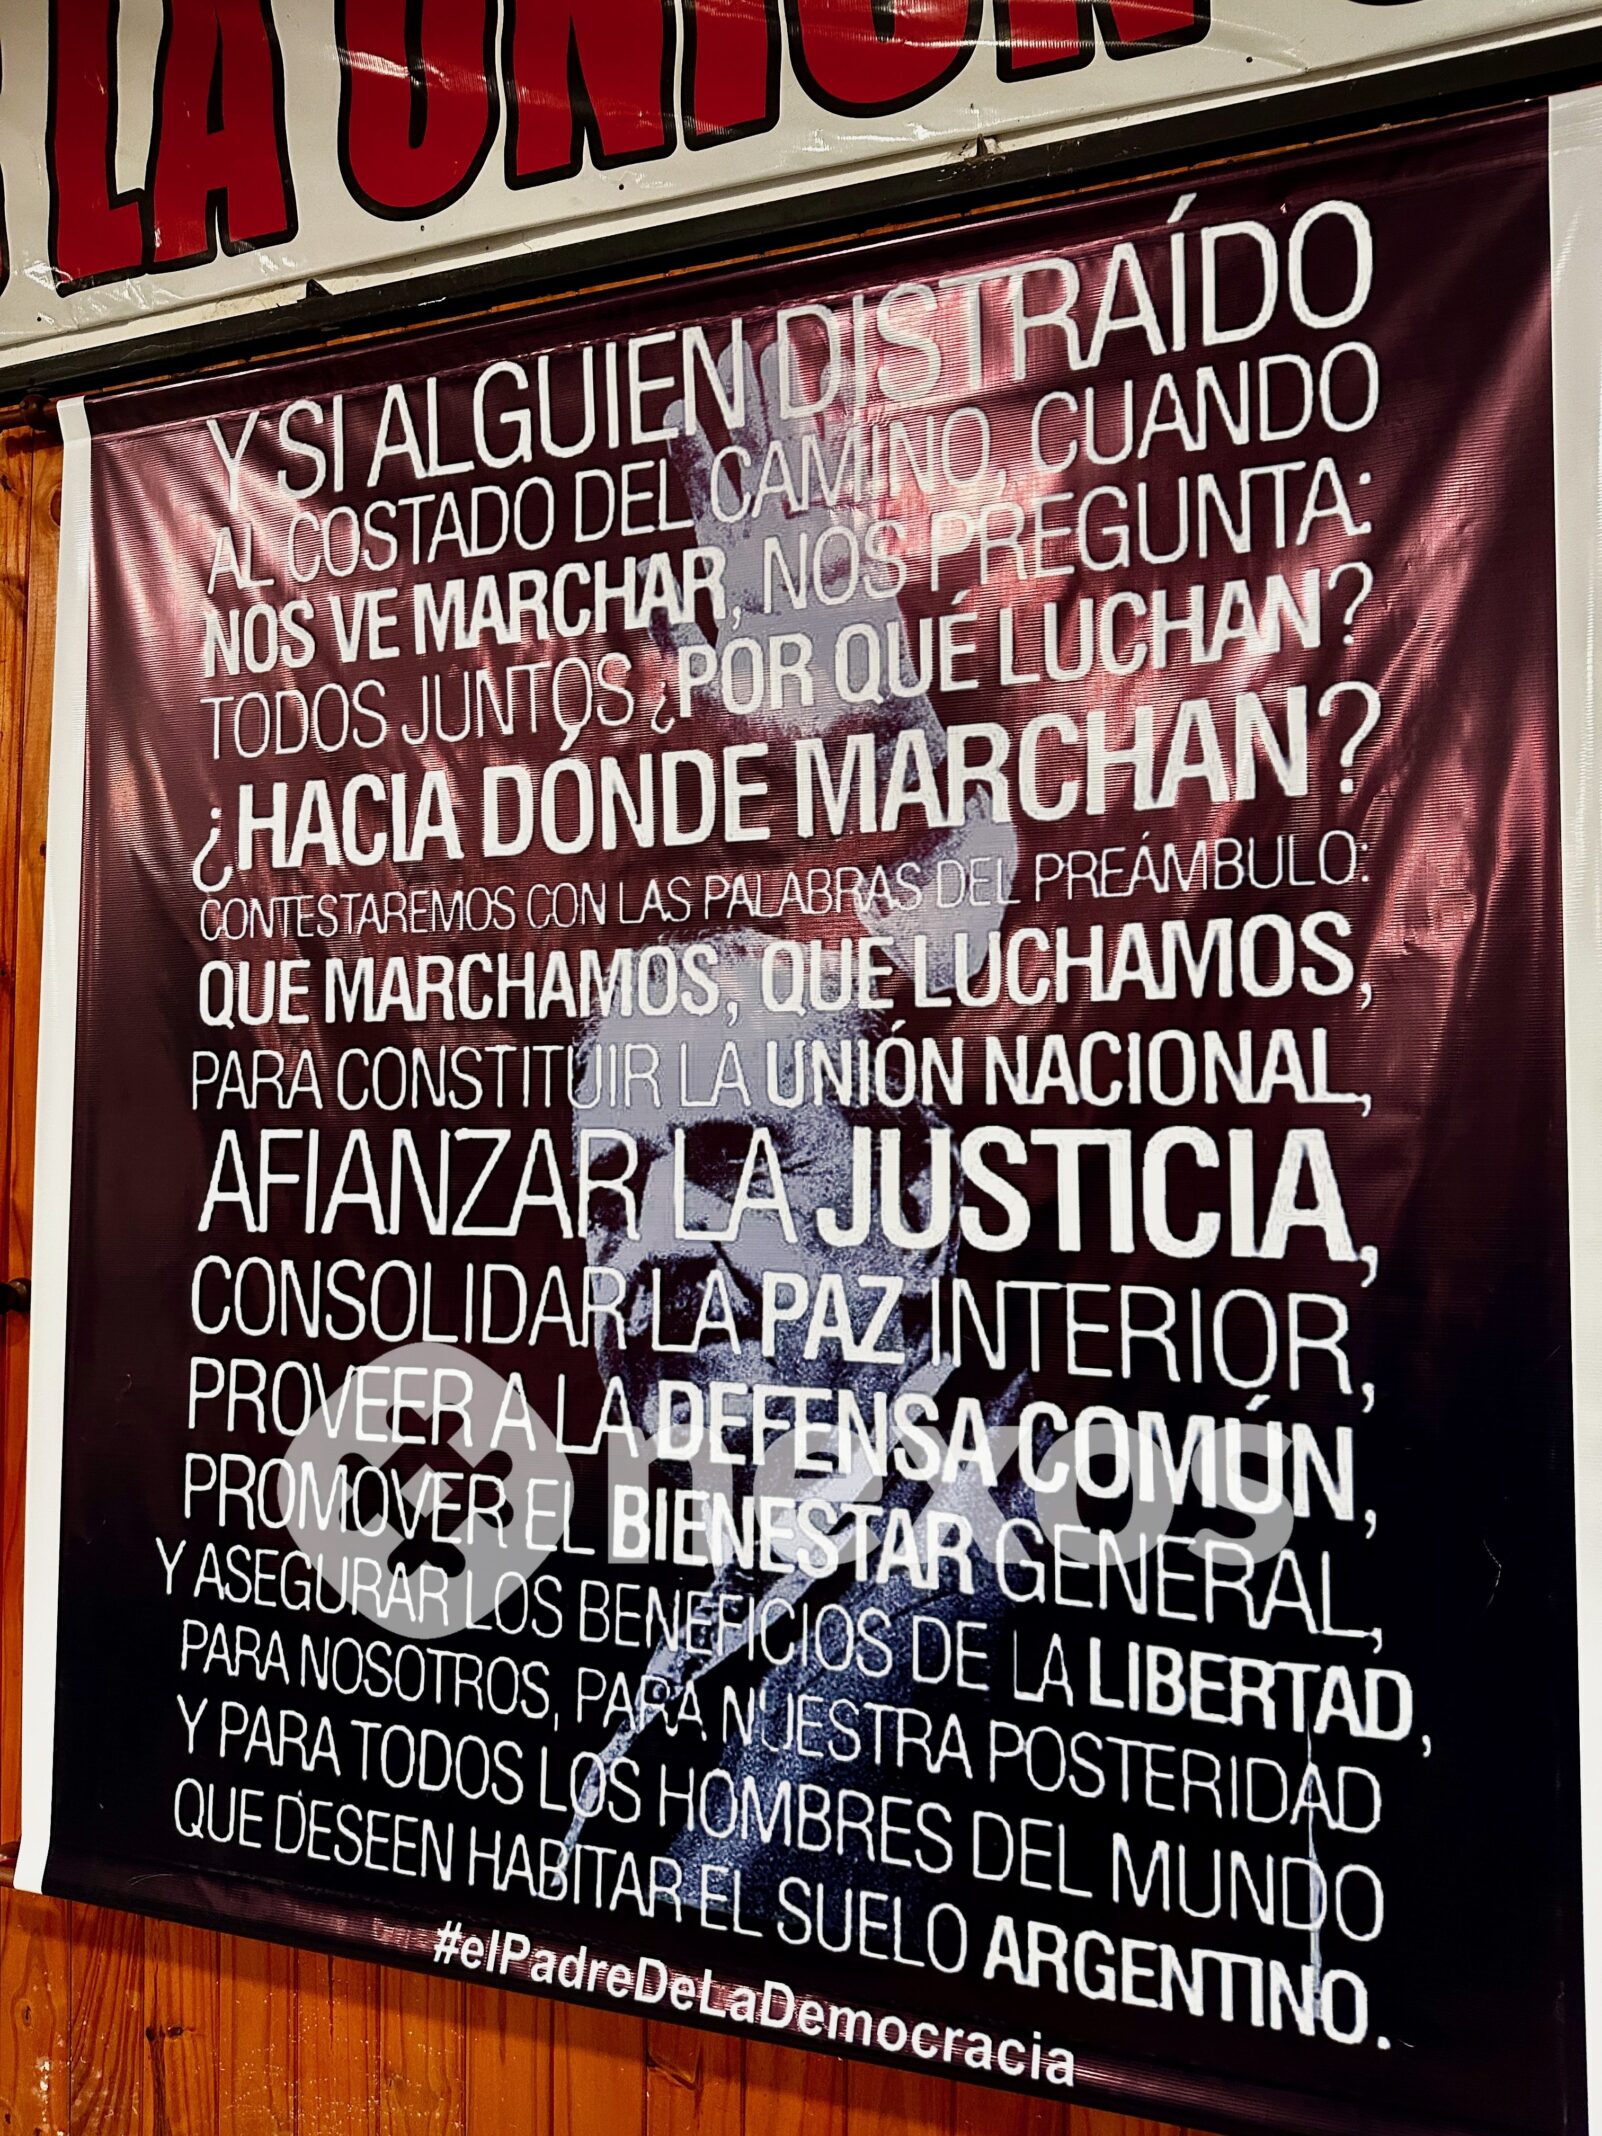 LA UNIÓN
Y SI ALGUIEN DISTRAÍDO
AL COSTADO DEL CAMINO, CUANDO
NOS VE MARCHAR, NOS PREGUNTA:
TODOS JUNTOS ¿POR QUÉ LUCHAN?
¿HACIA DÓNDE MARCHAN?
CONTESTAREMOS CON LAS PALABRAS DEL PREÁMBULO:
QUE MARCHAMOS, QUE LUCHAMOS,
PARA CONSTITUIR LA UNIÓN NACIONAL,
AFIANZAR LA JUSTICIA,
CONSOLIDAR LA PAZ INTERIOR,
PROVEER A LA DEFENSA COMÚN,
nexos
PROMOVER EL BIENESTAR GENERAL,
Y ASEGURAR LOS BENEFICIOS DE LA LIBERTAD,
PARA NOSOTROS, PARA NUESTRA POSTERIDAD
Y PARA TODOS LOS HOMBRES DEL MUNDO
QUE DESEEN HABITAR EL SUELO ARGENTINO.
#elPadreDeLaDemocracia